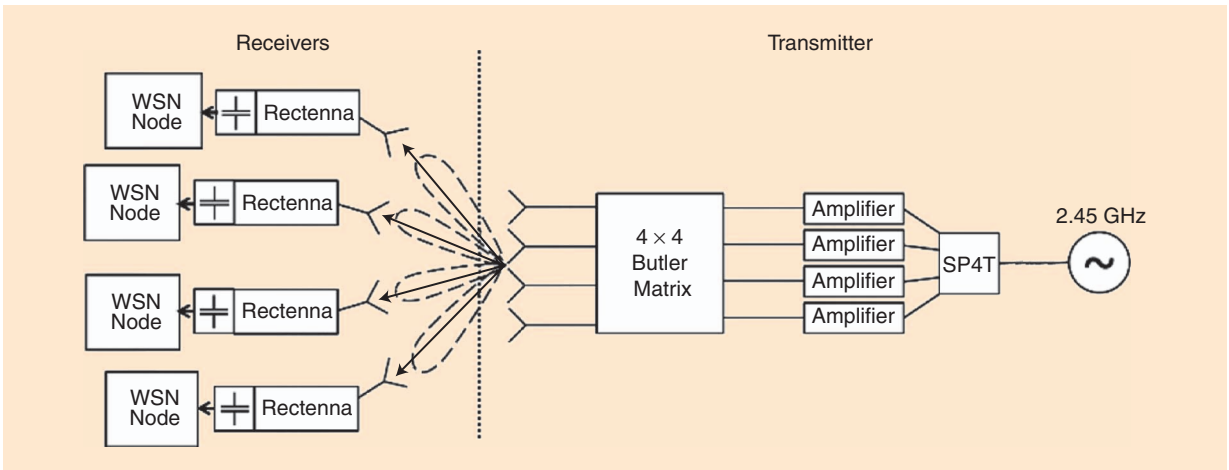 Receivers
Transmitter
WSN
Node
Rectenna
WSN
Node
Rectenna
WSN
Node
Rectenna
WSN
Node
Rectenna
4 × 4
Butler
Matrix
Amplifier
Amplifier
Amplifier
Amplifier
SP4T
2.45 GHz
~